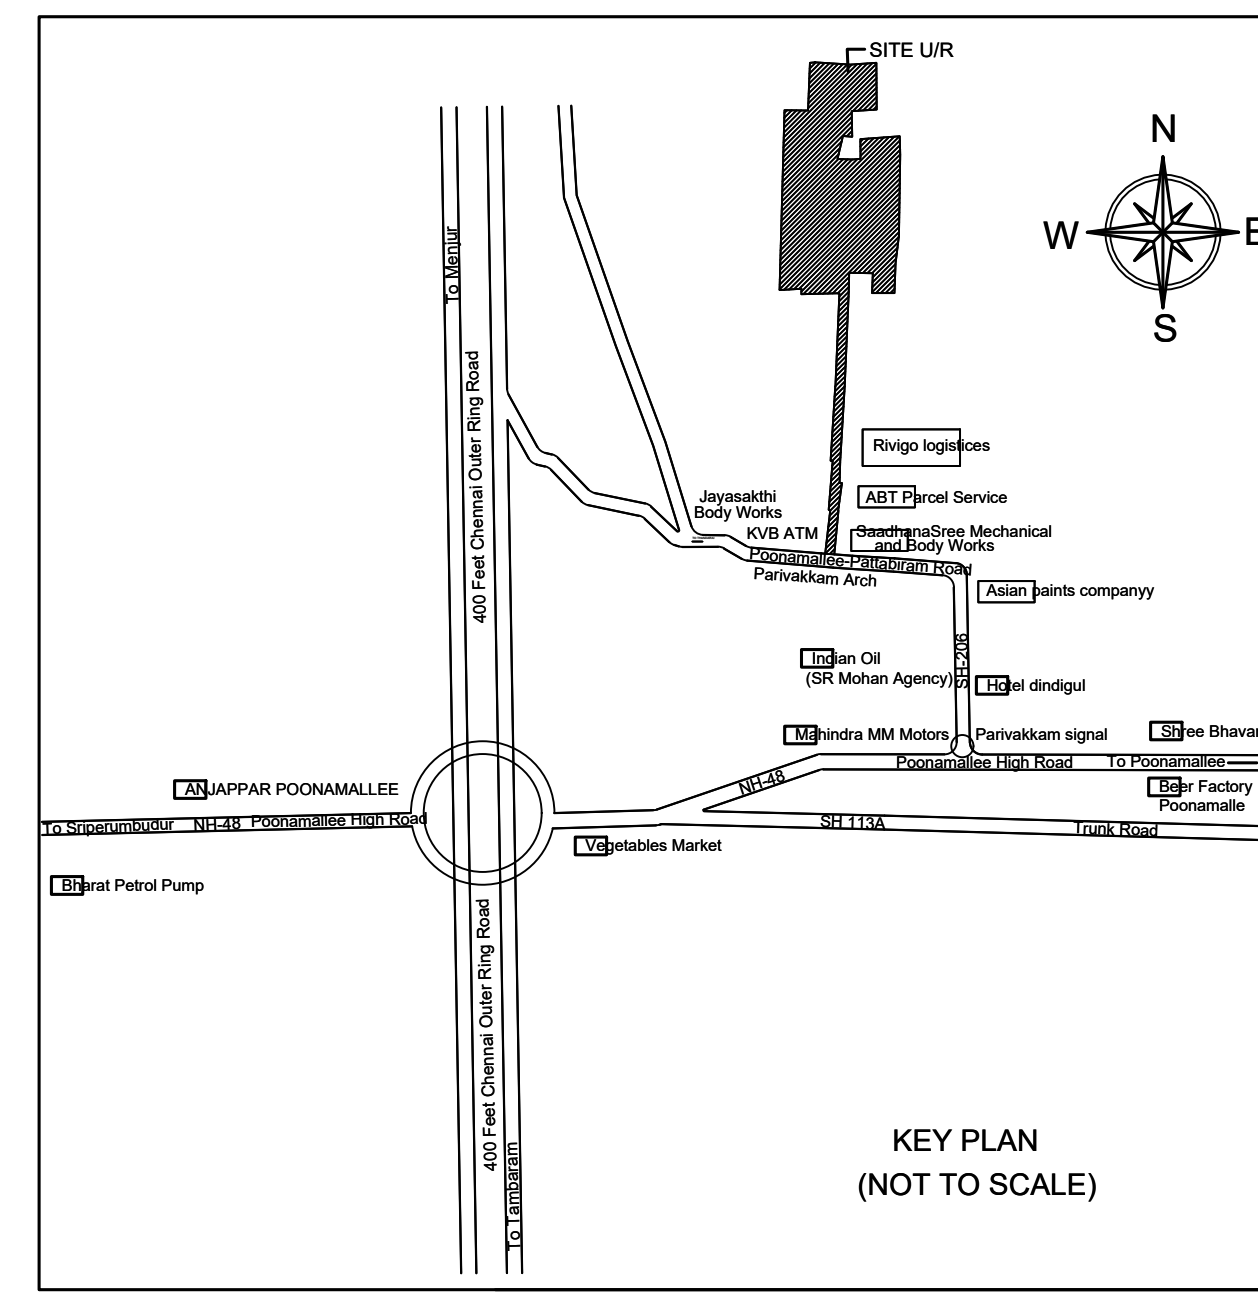 SITE U/R
N
W
E
S
To Menjur
400 Feet Chennai Outer Ring Road
Rivigo logistices
ABT Parcel Service
Jayasakthi
Body Works
KVB ATM
SaadhanaSree Mechanical
and Body Works
Poonamallee-Pattabiram Road
Parivakkam Arch
Asian paints companyy
SH-206
Indian Oil
(SR Mohan Agency)
Hotel dindigul
Mahindra MM Motors
Parivakkam signal
Shree Bhavan
Poonamallee High Road
To Poonamallee
NH-48
ANJAPPAR POONAMALLEE
Beer Factory
Poonamalle
To Sriperumbudur
NH-48
Poonamallee High Road
SH 113A
Trunk Road
Vegetables Market
Bharat Petrol Pump
400 Feet Chennai Outer Ring Road
To Tambaram
KEY PLAN
(NOT TO SCALE)